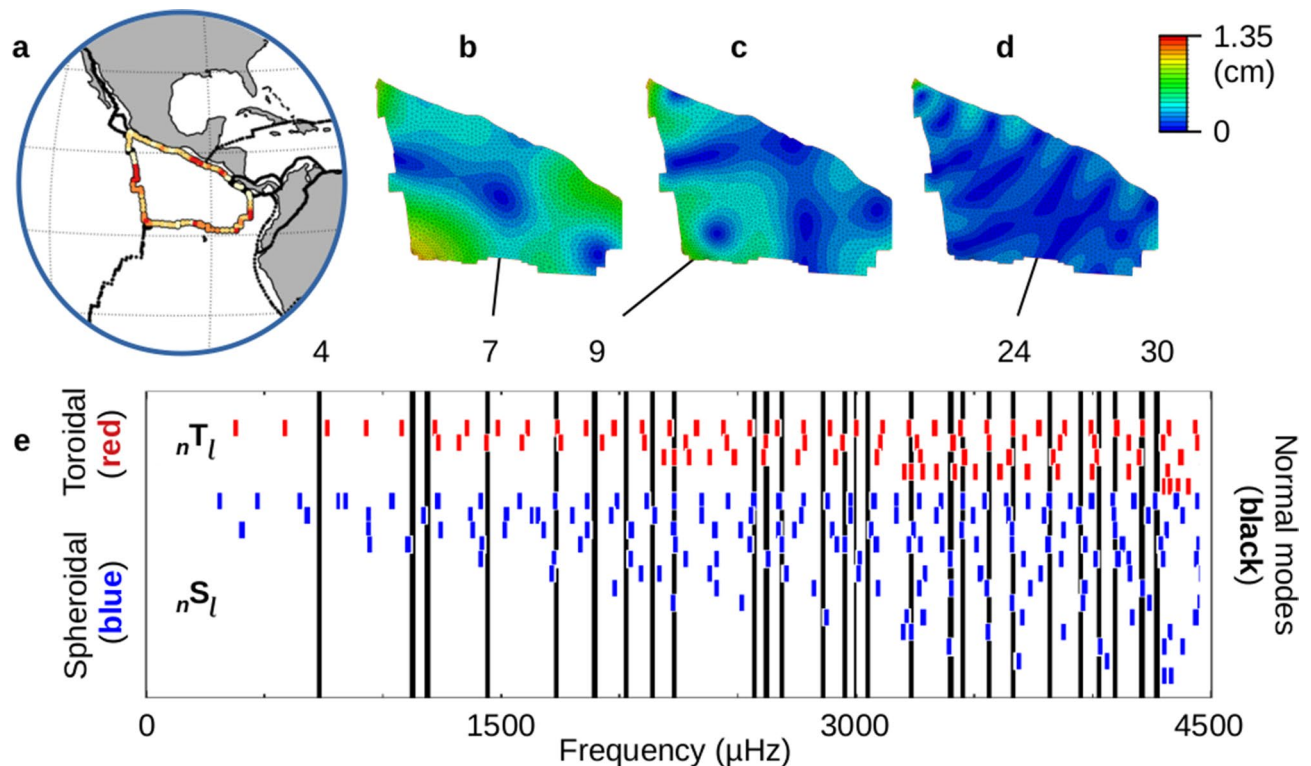 a
b
c
d
1.35
(cm)
0
4
7
9
24
30
e
Toroidal
(red)
Spheroidal
(blue)
nTl
nSl
Normal modes
(black)
0
1500
3000
4500
Frequency (μHz)